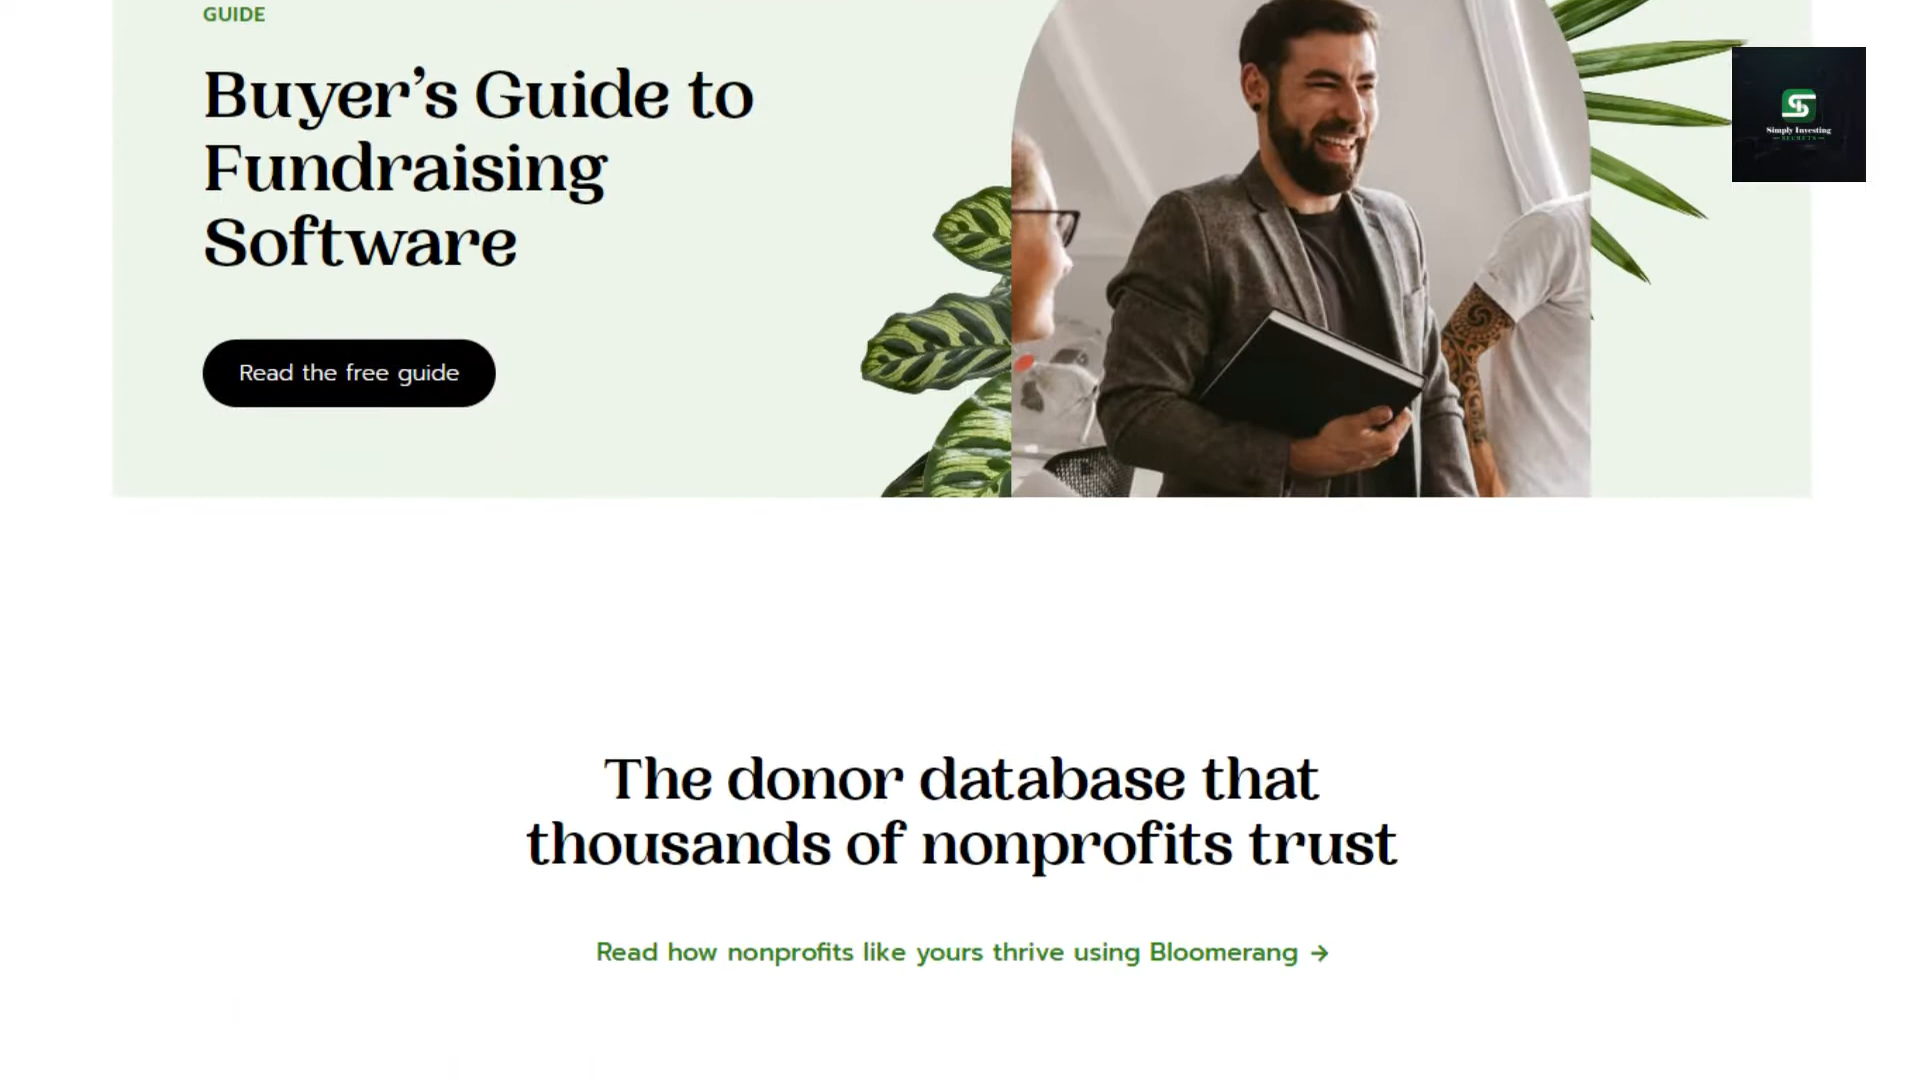 GUIDE
Buyer’s Guide to
Fundraising
Software
Read the free guide
Simply Investing
SECRETS
The donor database that
thousands of nonprofits trust
Read how nonprofits like yours thrive using Bloomerang →